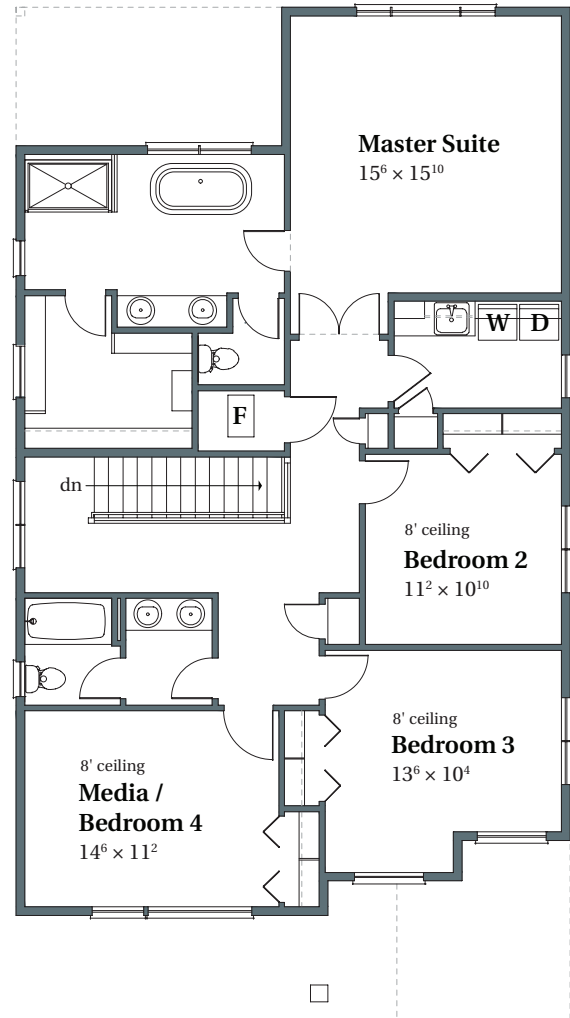 Master Suite
15⁶ × 15¹⁰
W D
F
dn
8' ceiling
Bedroom 2
11² × 10¹⁰
8' ceiling
Bedroom 3
13⁶ × 10⁴
8' ceiling
Media /
Bedroom 4
14⁶ × 11²